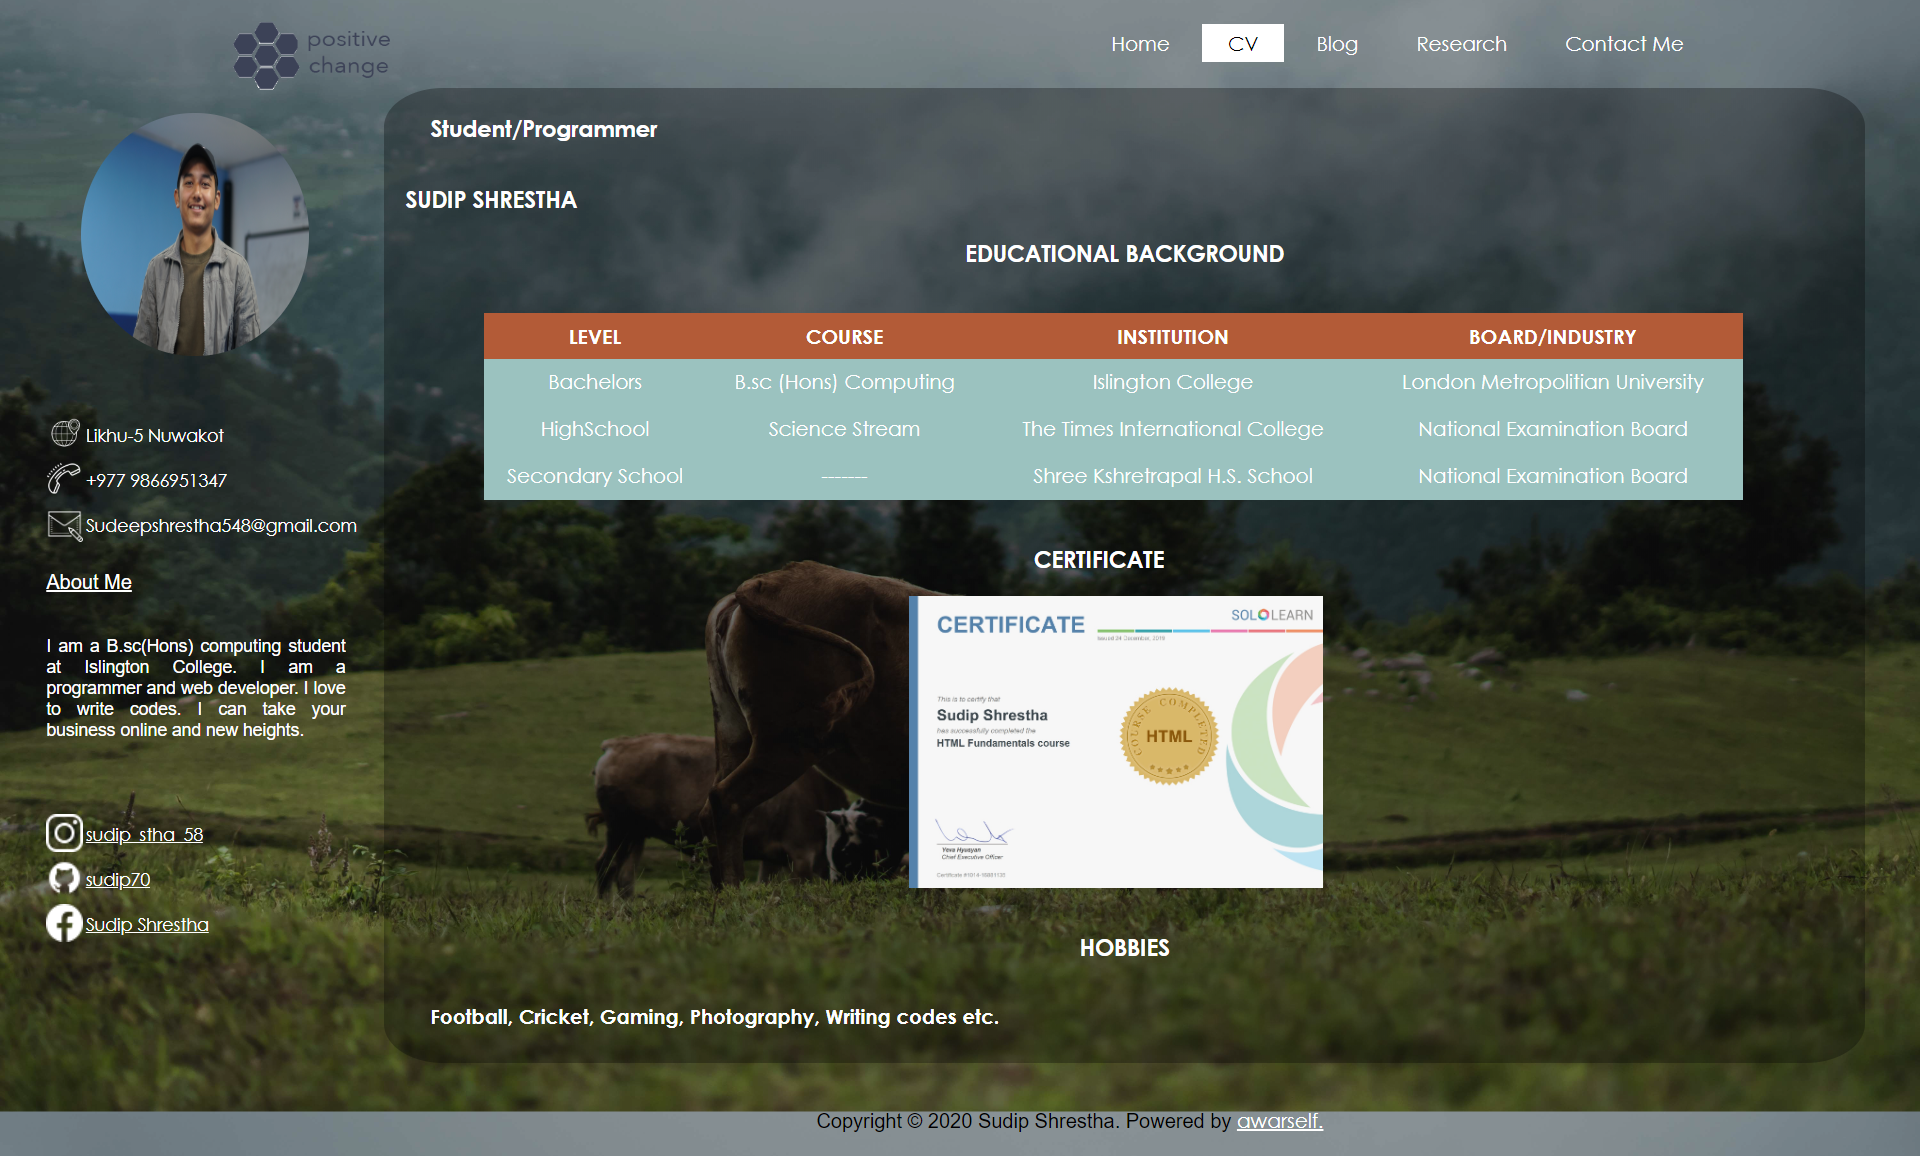 positive
change
Home
CV
Blog
Research
Contact Me
Student/Programmer
SUDIP SHRESTHA
EDUCATIONAL BACKGROUND
LEVEL COURSE INSTITUTION BOARD/INDUSTRY
Bachelors B.sc (Hons) Computing Islington College London Metropolitian University
HighSchool Science Stream The Times International College National Examination Board
Secondary School ------- Shree Kshretrapal H.S. School National Examination Board
Likhu-5 Nuwakot
+977 9866951347
Sudeepshrestha548@gmail.com
About Me
I am a B.sc(Hons) computing student
at Islington College. I am a
programmer and web developer. I love
to write codes. I can take your
business online and new heights.
sudip_stha_58
sudip70
Sudip Shrestha
CERTIFICATE
CERTIFICATE
SOLOLEARN
Issued 24 December, 2019
This is to certify that
Sudip Shrestha
has successfully completed the
HTML Fundamentals course
COURSE COMPLETED
HTML
Yeva Hyusyan
Chief Executive Officer
HOBBIES
Football, Cricket, Gaming, Photography, Writing codes etc.
Copyright © 2020 Sudip Shrestha. Powered by awarself.